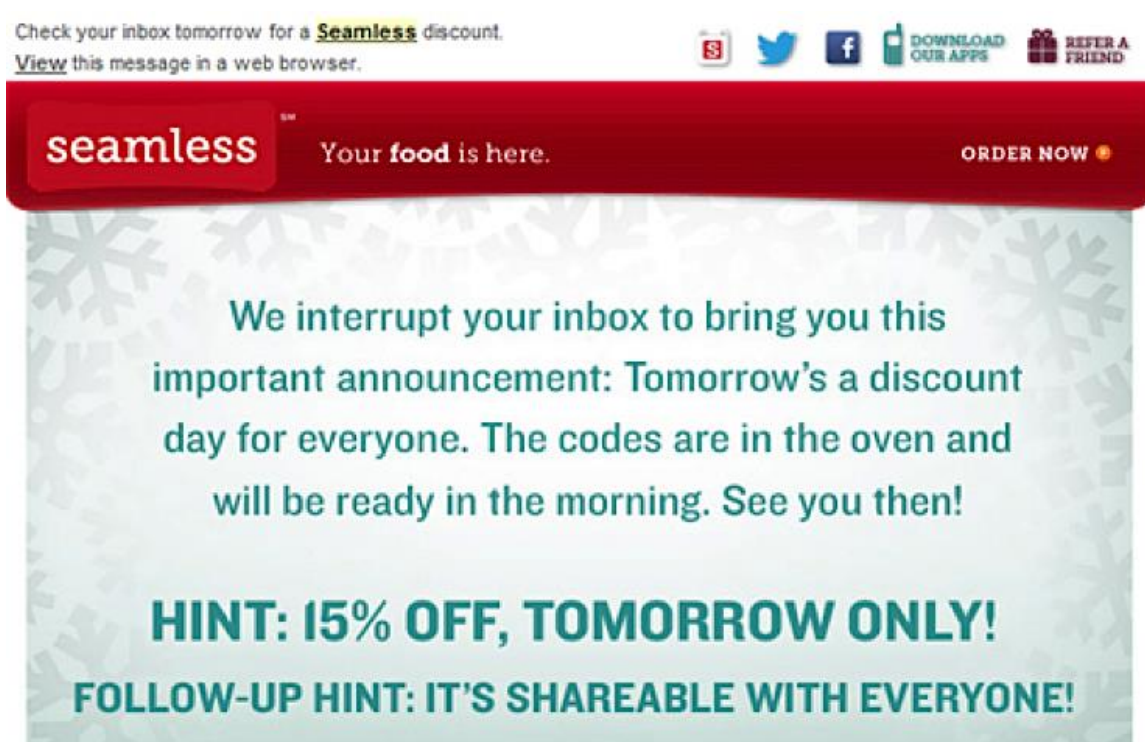 Check your inbox tomorrow for a Seamless discount.
View this message in a web browser.
S
f
DOWNLOAD
OUR APPS
REFER A
FRIEND
seamless SM
Your food is here.
ORDER NOW
We interrupt your inbox to bring you this
important announcement: Tomorrow's a discount
day for everyone. The codes are in the oven and
will be ready in the morning. See you then!
HINT: 15% OFF, TOMORROW ONLY!
FOLLOW-UP HINT: IT'S SHAREABLE WITH EVERYONE!